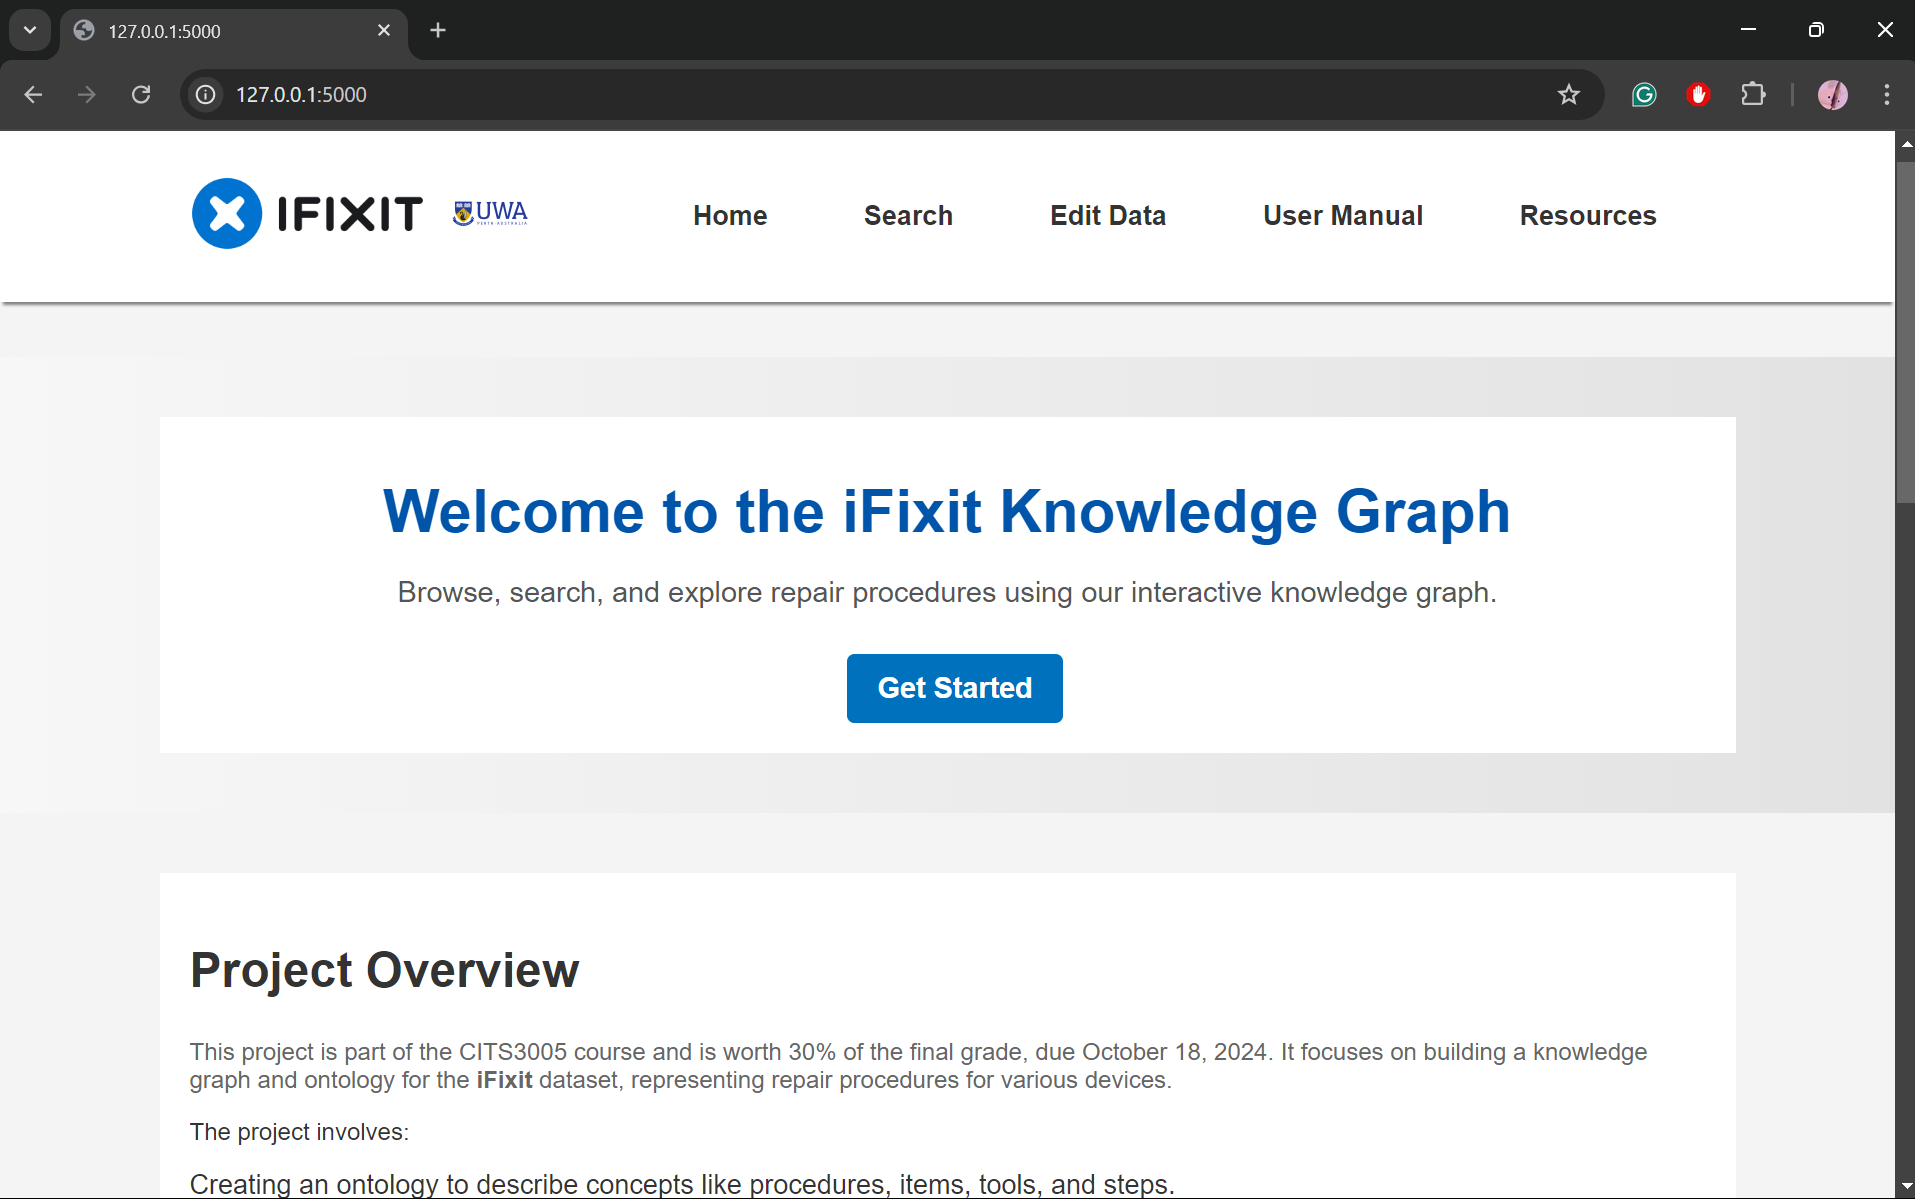 127.0.0.1:5000
127.0.0.1:5000
IFIXIT UWA Home Search Edit Data User Manual Resources
PERTH AUSTRALIA
Welcome to the iFixit Knowledge Graph
Browse, search, and explore repair procedures using our interactive knowledge graph.
Get Started
Project Overview
This project is part of the CITS3005 course and is worth 30% of the final grade, due October 18, 2024. It focuses on building a knowledge
graph and ontology for the iFixit dataset, representing repair procedures for various devices.
The project involves:
Creating an ontology to describe concepts like procedures, items, tools, and steps.